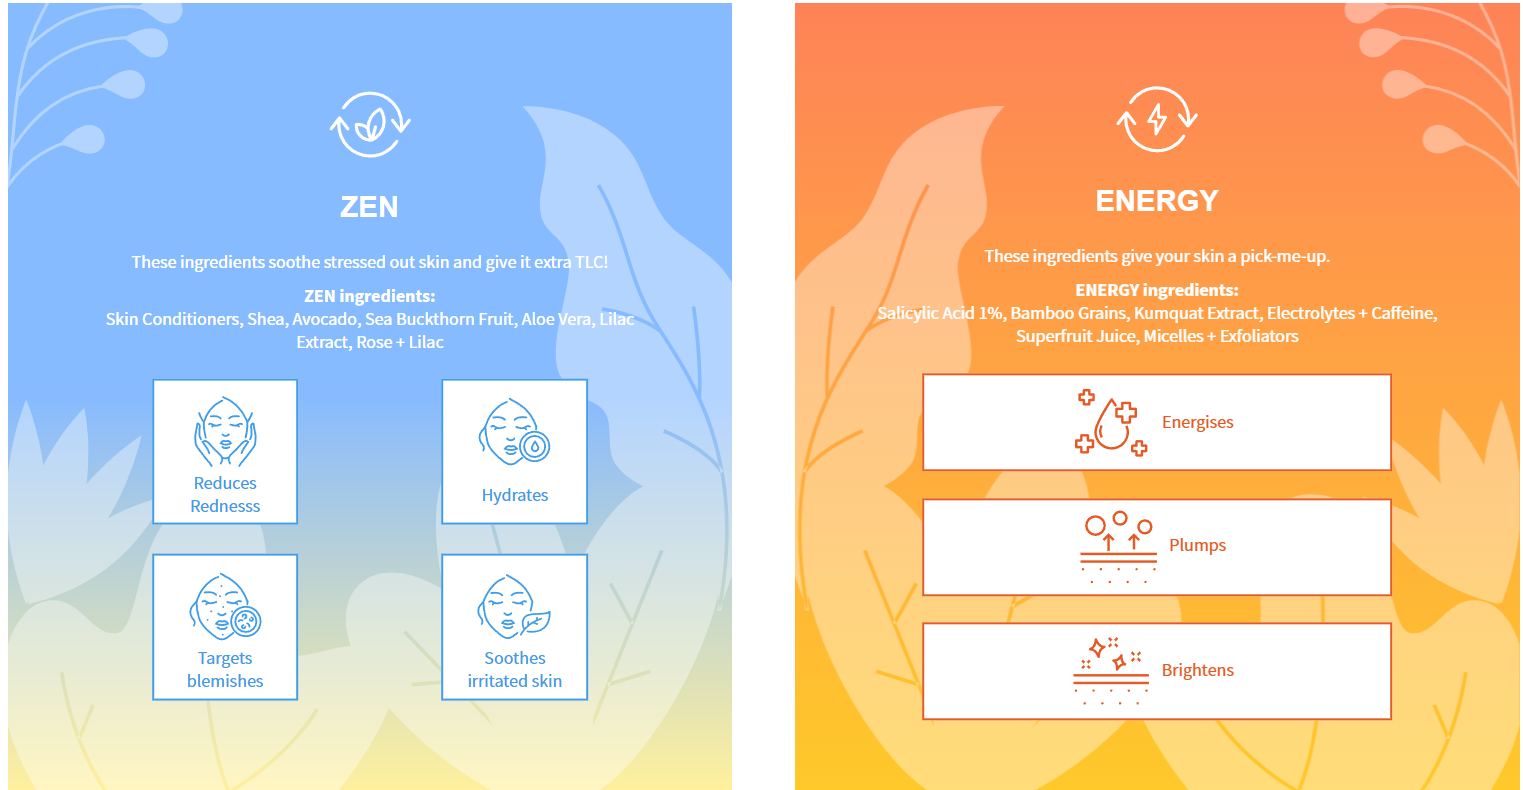 ZEN
These ingredients soothe stressed out skin and give it extra TLC!
ZEN ingredients:
Skin Conditioners, Shea, Avocado, Sea Buckthorn Fruit, Aloe Vera, Lilac
Extract, Rose + Lilac
Reduces
Rednesss
Hydrates
Targets
blemishes
Soothes
irritated skin
ENERGY
These ingredients give your skin a pick-me-up.
ENERGY ingredients:
Salicylic Acid 1%, Bamboo Grains, Kumquat Extract, Electrolytes + Caffeine,
Superfruit Juice, Micelles + Exfoliators
Energises
Plumps
Brightens